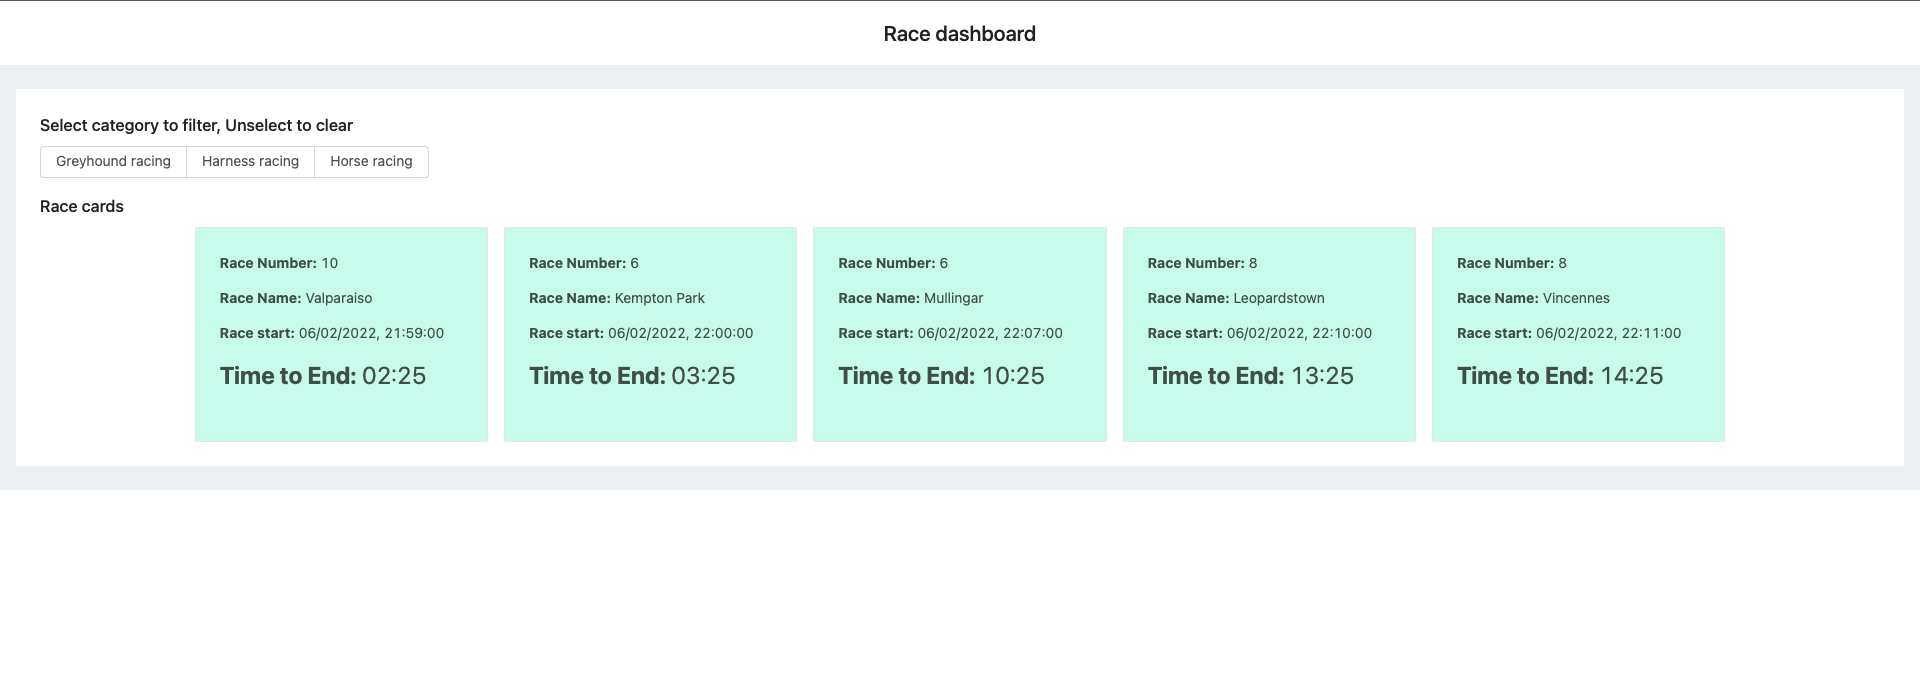 Race dashboard
Select category to filter, Unselect to clear
Greyhound racing
Harness racing
Horse racing
Race cards
Race Number: 10
Race Name: Valparaiso
Race start: 06/02/2022, 21:59:00
Time to End: 02:25
Race Number: 6
Race Name: Kempton Park
Race start: 06/02/2022, 22:00:00
Time to End: 03:25
Race Number: 6
Race Name: Mullingar
Race start: 06/02/2022, 22:07:00
Time to End: 10:25
Race Number: 8
Race Name: Leopardstown
Race start: 06/02/2022, 22:10:00
Time to End: 13:25
Race Number: 8
Race Name: Vincennes
Race start: 06/02/2022, 22:11:00
Time to End: 14:25